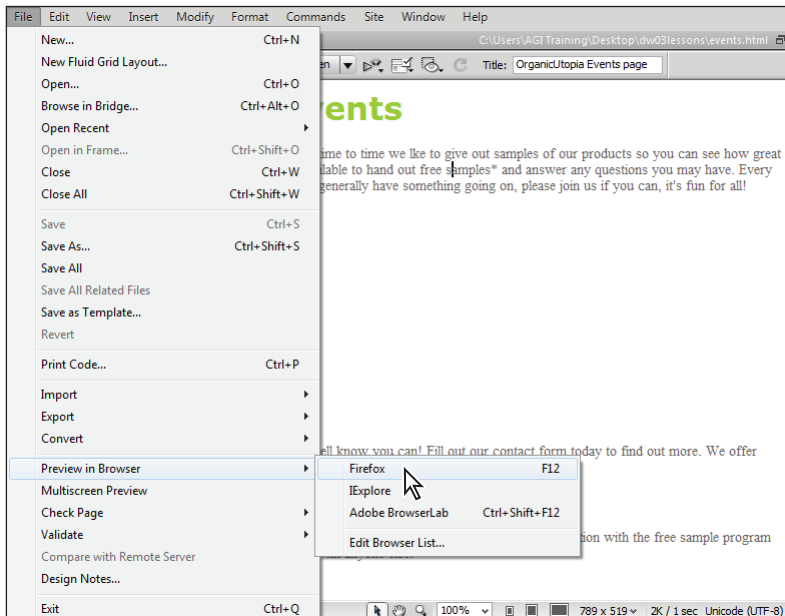 File Edit View Insert Modify Format Commands Site Window Help
C:\Users\AGI Training\Desktop\dw03lessons\events.html
Title: OrganicUtopia Events page
New... Ctrl+N
New Fluid Grid Layout...
Open... Ctrl+O
Browse in Bridge... Ctrl+Alt+O
Open Recent
Open in Frame... Ctrl+Shift+O
Close Ctrl+W
Close All Ctrl+Shift+W
Save Ctrl+S
Save As... Ctrl+Shift+S
Save All
Save All Related Files
Save as Template...
Revert
Print Code... Ctrl+P
Import
Export
Convert
Preview in Browser
Multiscreen Preview
Check Page
Validate
Compare with Remote Server
Design Notes...
Exit Ctrl+Q
Firefox F12
IExplore
Adobe BrowserLab Ctrl+Shift+F12
Edit Browser List...
vents
ime to time we lke to give out samples of our products so you can see how great
ilable to hand out free samples* and answer any questions you may have. Every
generally have something going on, please join us if you can, it's fun for all!
ell know you can! Fill out our contact form today to find out more. We offer
tion with the free sample program
100% 789 x 519 2K / 1 sec Unicode (UTF-8)